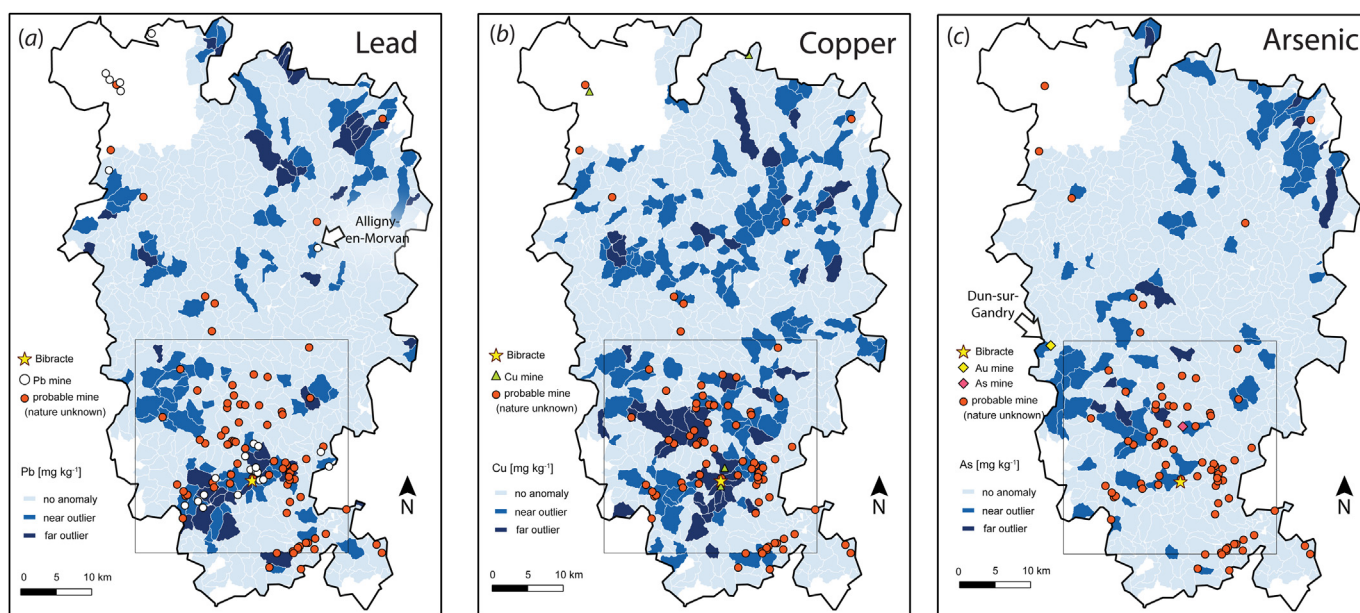 (a)
Lead
Alligny-
en-Morvan
Bibracte
Pb mine
probable mine
(nature unknown)
Pb [mg kg⁻¹]
no anomaly
near outlier
far outlier
N
0 5 10 km
(b)
Copper
Bibracte
Cu mine
probable mine
(nature unknown)
Cu [mg kg⁻¹]
no anomaly
near outlier
far outlier
N
0 5 10 km
(c)
Arsenic
Dun-sur-
Gandry
Bibracte
Au mine
As mine
probable mine
(nature unknown)
As [mg kg⁻¹]
no anomaly
near outlier
far outlier
N
0 5 10 km